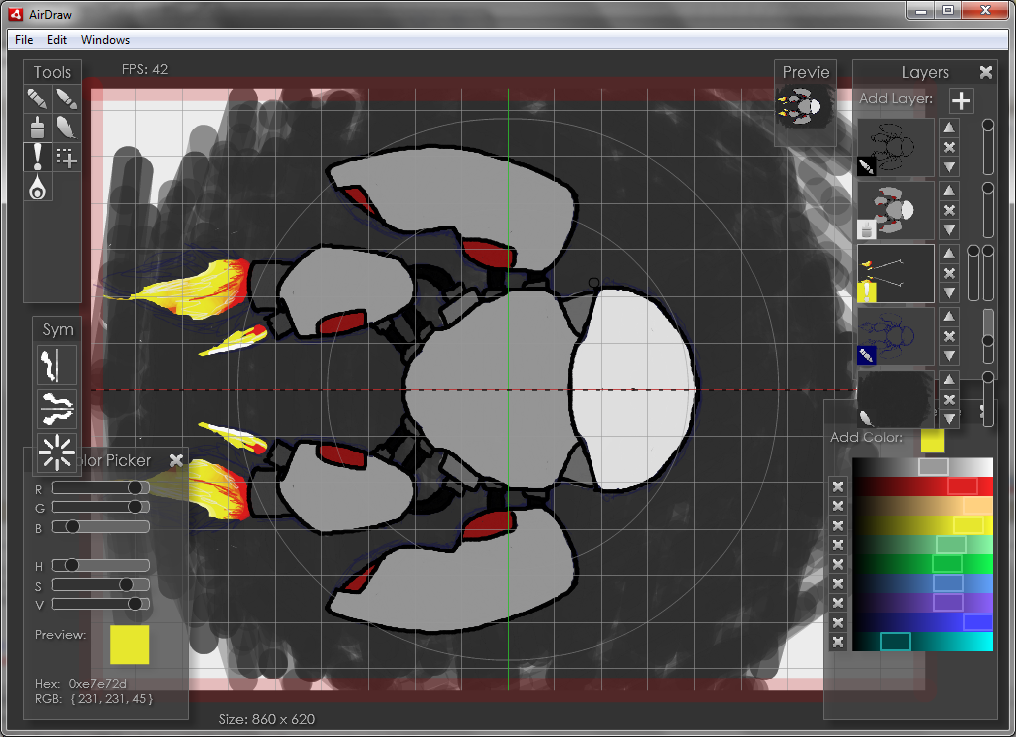 AirDraw
File Edit Windows
Tools
FPS: 42
Previe
Layers
Add Layer:
Sym
olor Picker
R
G
B
H
S
V
Preview:
Hex: 0xe7e72d
RGB: { 231, 231, 45 }
Add Color:
Size: 860 x 620